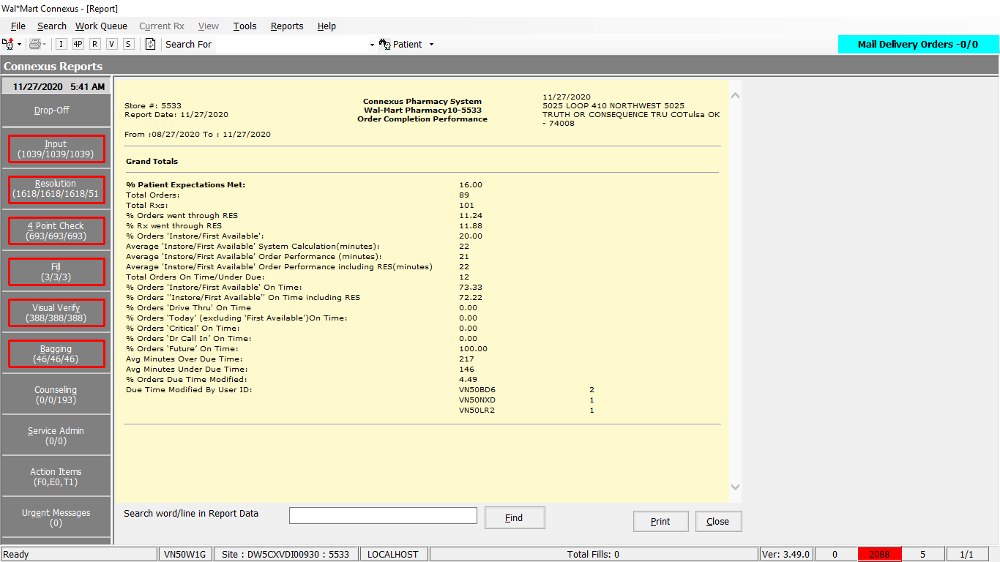 Wal*Mart Connexus - [Report]
File Search Work Queue Current Rx View Tools Reports Help
I 4P R V S Search For Patient
Mail Delivery Orders -0/0
Connexus Reports
11/27/2020 5:41 AM
Drop-Off
Input
(1039/1039/1039)
Resolution
(1618/1618/1618/51
4 Point Check
(693/693/693)
Fill
(3/3/3)
Visual Verify
(388/388/388)
Bagging
(46/46/46)
Counseling
(0/0/193)
Service Admin
(0/0)
Action Items
(F0,E0,T1)
Urgent Messages
(0)
Store #: 5533
Report Date: 11/27/2020
From :08/27/2020 To : 11/27/2020
Connexus Pharmacy System
Wal-Mart Pharmacy10-5533
Order Completion Performance
11/27/2020
5025 LOOP 410 NORTHWEST 5025
TRUTH OR CONSEQUENCE TRU COTulsa OK
- 74008
Grand Totals
% Patient Expectations Met: 16.00
Total Orders: 89
Total Rxs: 101
% Orders went through RES 11.24
% Rx went through RES 11.88
% Orders 'Instore/First Available': 20.00
Average 'Instore/First Available' System Calculation(minutes): 22
Average 'Instore/First Available' Order Performance (minutes): 21
Average 'Instore/First Available' Order Performance including RES(minutes) 22
Total Orders On Time/Under Due: 12
% Orders 'Instore/First Available' On Time: 73.33
% Orders ''Instore/First Available'' On Time including RES 72.22
% Orders 'Drive Thru' On Time 0.00
% Orders ‘Today’ (excluding ‘First Available’)On Time: 0.00
% Orders ‘Critical’ On Time: 0.00
% Orders ‘Dr Call In’ On Time: 0.00
% Orders ‘Future’ On Time: 100.00
Avg Minutes Over Due Time: 217
Avg Minutes Under Due Time: 146
% Orders Due Time Modified: 4.49
Due Time Modified By User ID: VN50BD6 2
VN50NXD 1
VN50LR2 1
Search word/line in Report Data Find Print Close
Ready VN50W1G Site : DW5CXVDI00930 : 5533 LOCALHOST Total Fills: 0 Ver: 3.49.0 0 2088 5 1/1